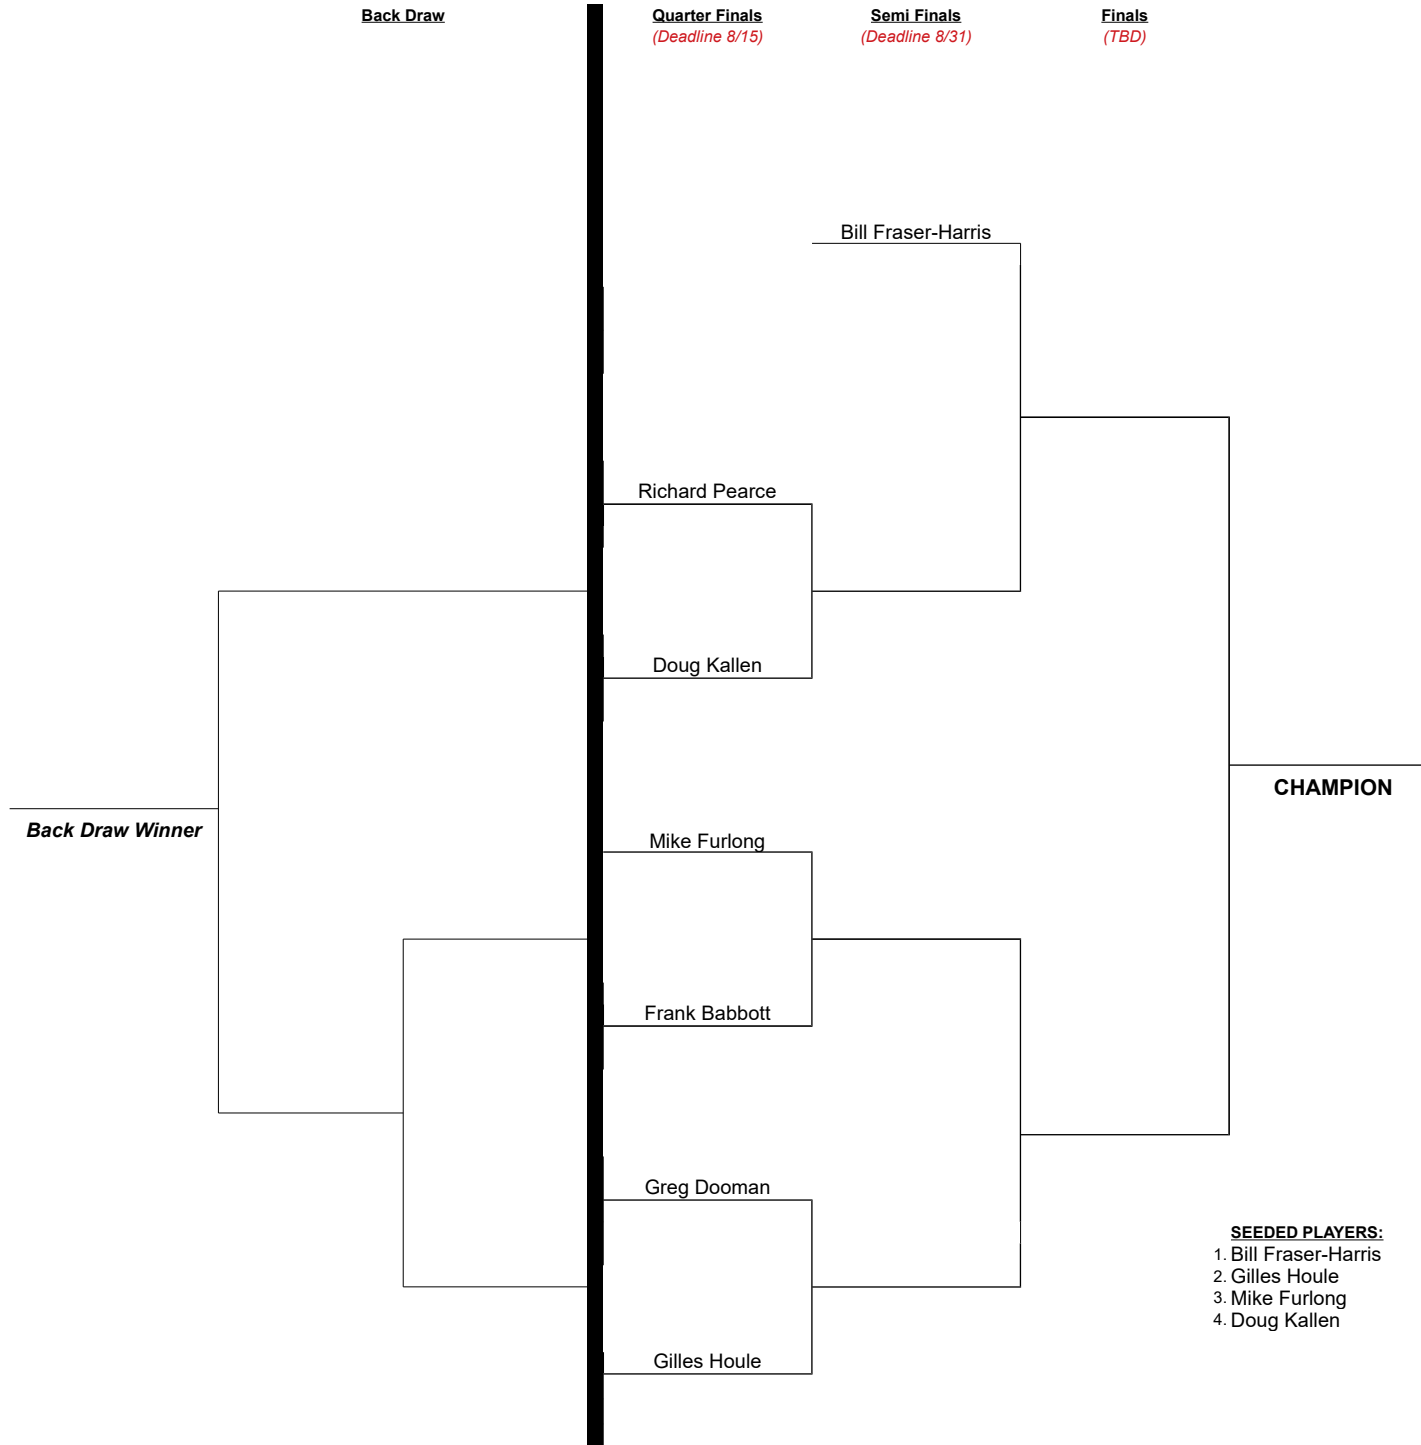 Back Draw
Quarter Finals
(Deadline 8/15)
Semi Finals
(Deadline 8/31)
Finals
(TBD)
Bill Fraser-Harris
Richard Pearce
Doug Kallen
CHAMPION
Back Draw Winner
Mike Furlong
Frank Babbott
Greg Dooman
Gilles Houle
SEEDED PLAYERS:
1. Bill Fraser-Harris
2. Gilles Houle
3. Mike Furlong
4. Doug Kallen